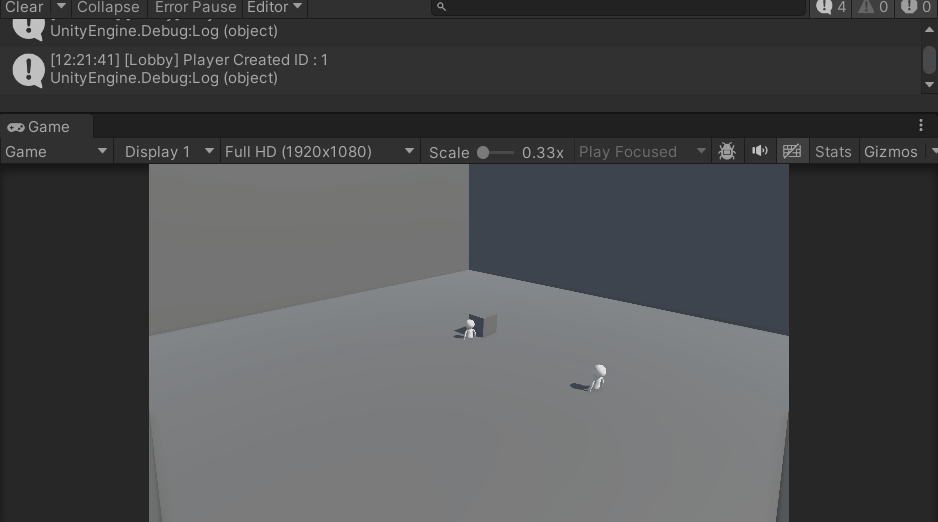 Clear Collapse Error Pause Editor 4 0 0
UnityEngine.Debug:Log (object)
[12:21:41] [Lobby] Player Created ID : 1
UnityEngine.Debug:Log (object)
Game
Game Display 1 Full HD (1920x1080) Scale 0.33x Play Focused Stats Gizmos